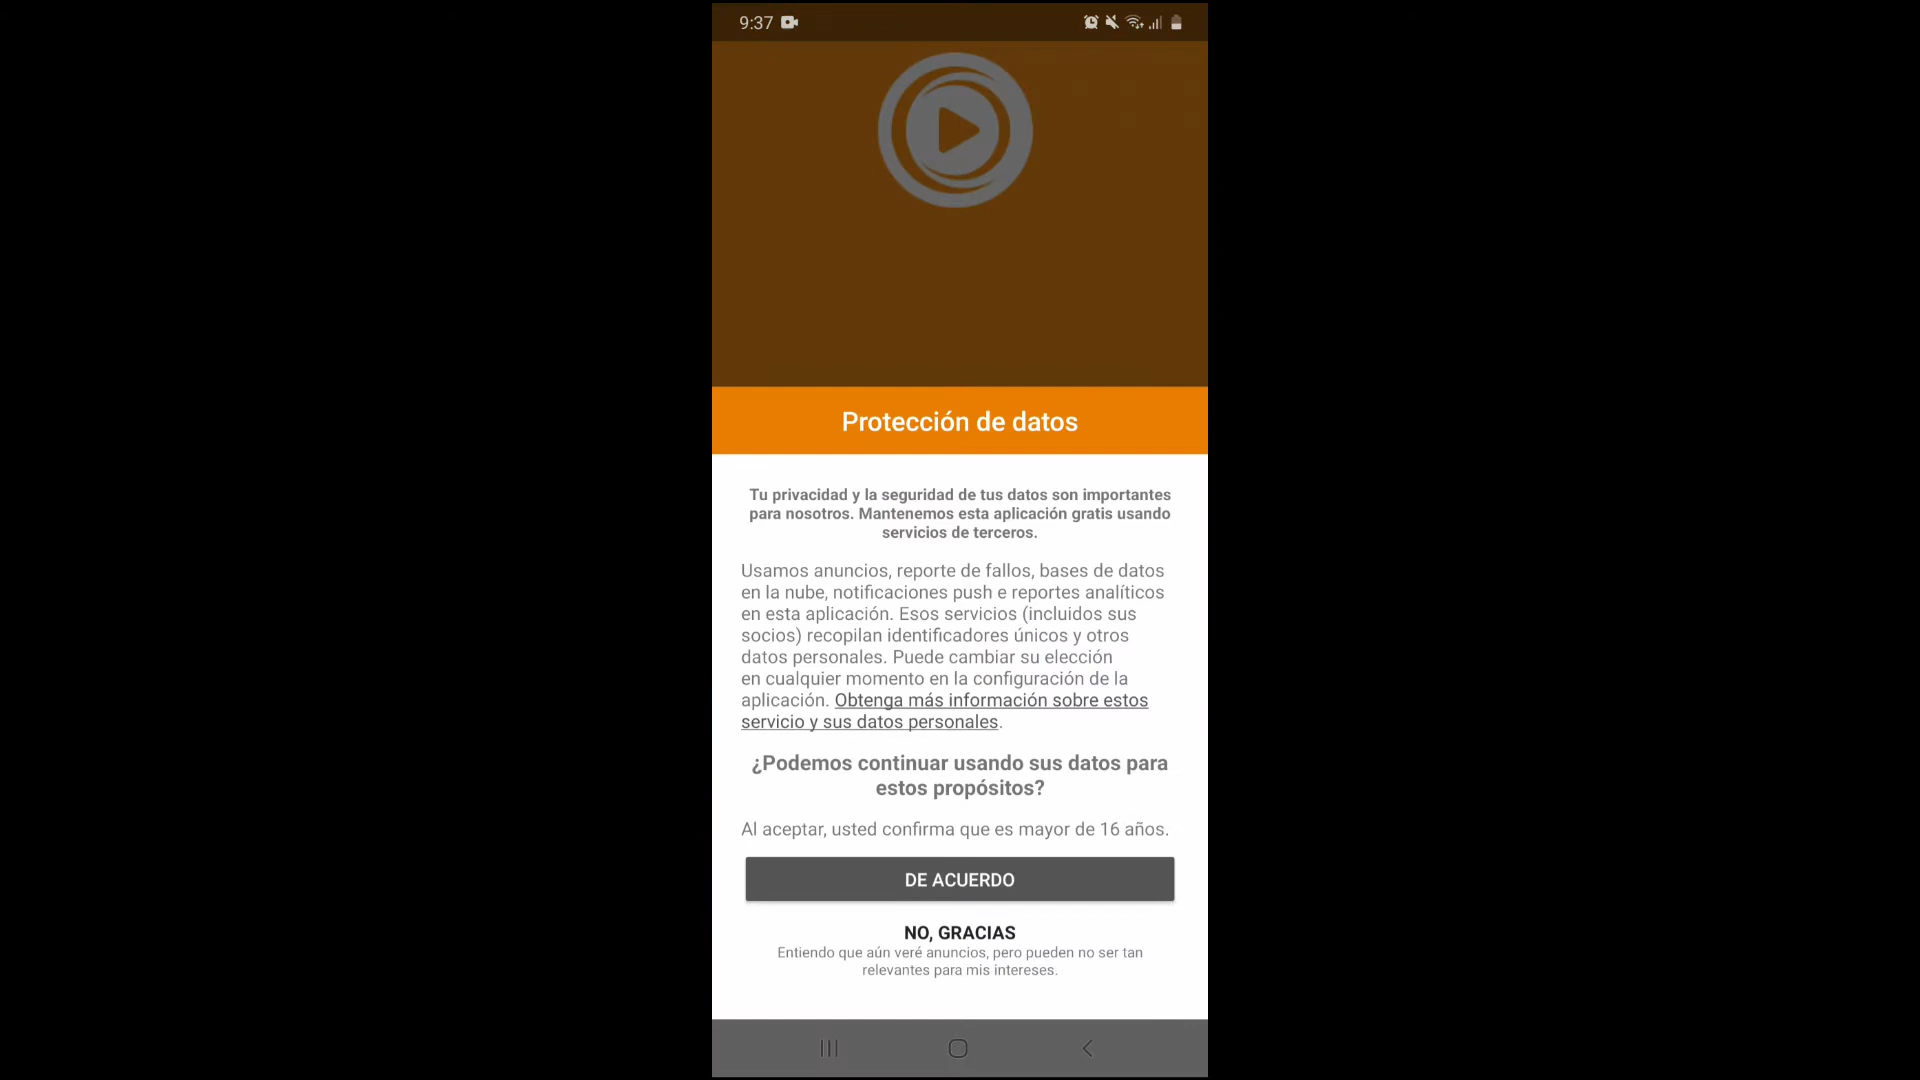 9:37
Protección de datos
Tu privacidad y la seguridad de tus datos son importantes
para nosotros. Mantenemos esta aplicación gratis usando
servicios de terceros.
Usamos anuncios, reporte de fallos, bases de datos
en la nube, notificaciones push e reportes analíticos
en esta aplicación. Esos servicios (incluidos sus
socios) recopilan identificadores únicos y otros
datos personales. Puede cambiar su elección
en cualquier momento en la configuración de la
aplicación. Obtenga más información sobre estos
servicio y sus datos personales.
¿Podemos continuar usando sus datos para
estos propósitos?
Al aceptar, usted confirma que es mayor de 16 años.
DE ACUERDO
NO, GRACIAS
Entiendo que aún veré anuncios, pero pueden no ser tan
relevantes para mis intereses.